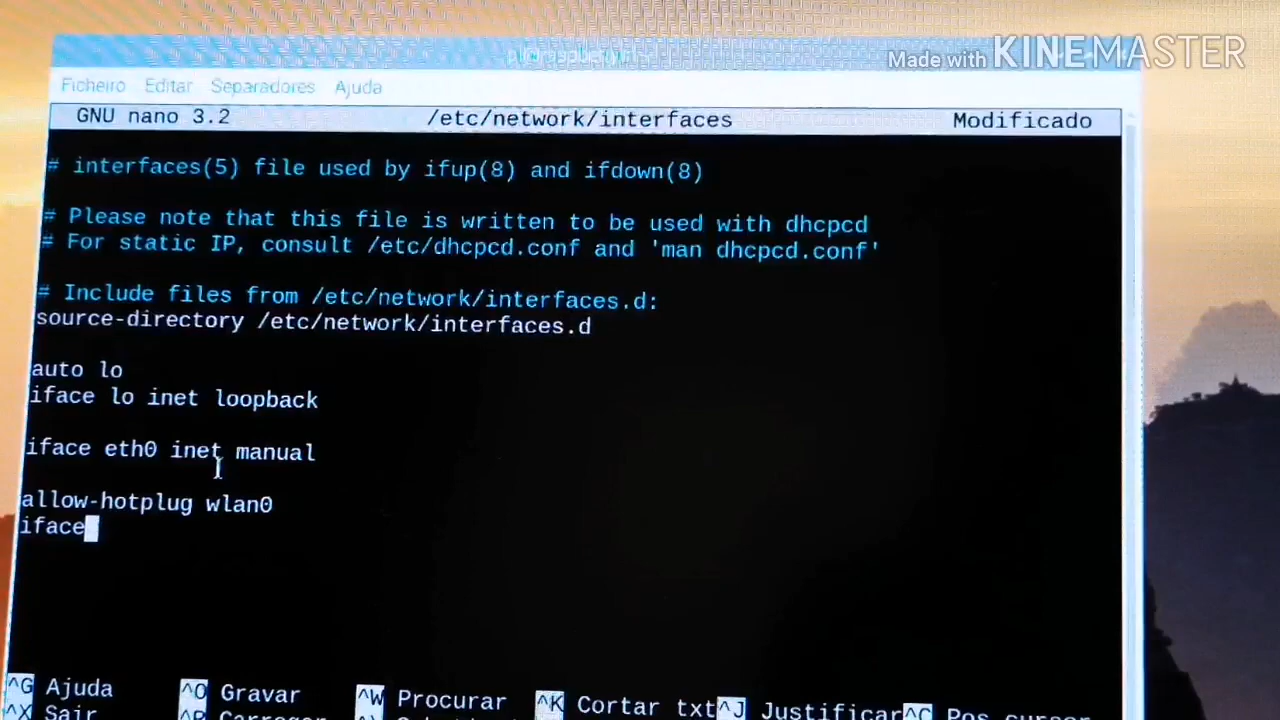 Made with KINEMASTER
Ficheiro Editar Separadores Ajuda
GNU nano 3.2 /etc/network/interfaces Modificado
# interfaces(5) file used by ifup(8) and ifdown(8)
# Please note that this file is written to be used with dhcpcd
# For static IP, consult /etc/dhcpcd.conf and 'man dhcpcd.conf'
# Include files from /etc/network/interfaces.d:
source-directory /etc/network/interfaces.d
auto lo
iface lo inet loopback
iface eth0 inet manual
allow-hotplug wlan0
iface
^G Ajuda ^O Gravar ^W Procurar ^K Cortar txt ^J Justificar ^C Pos cursor
^X Sair ^R Carregar